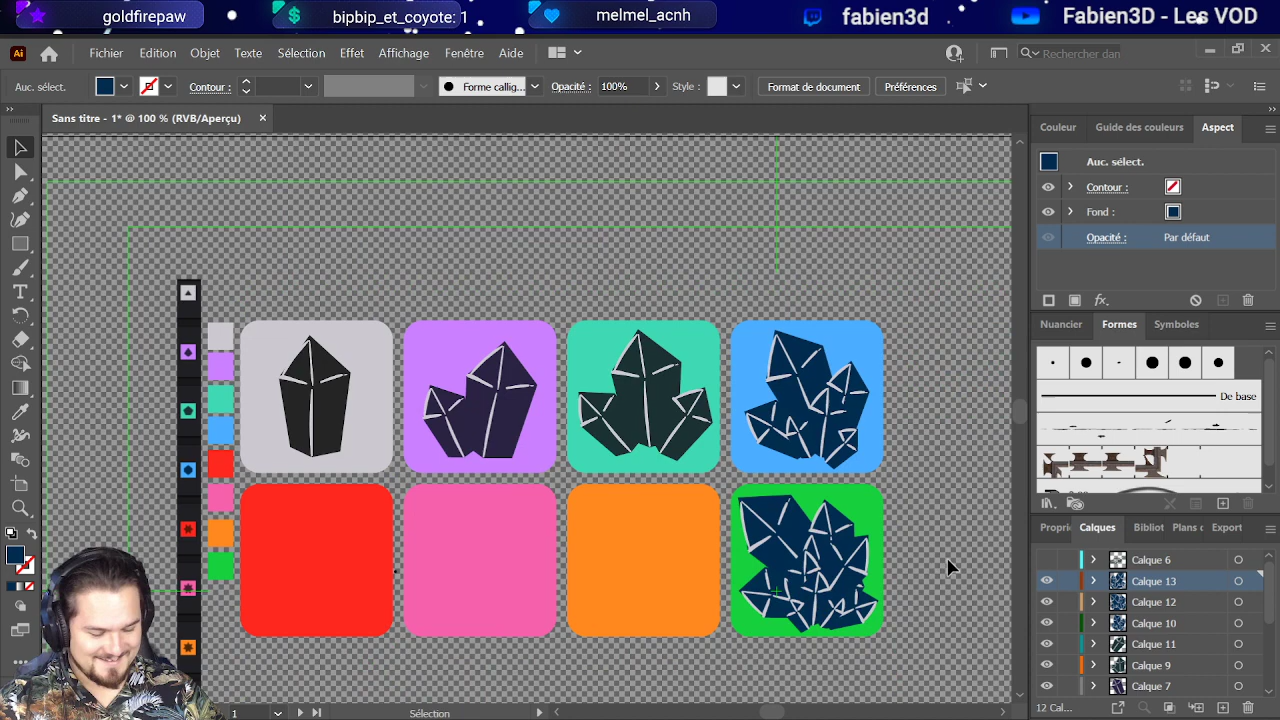 goldfirepaw
bipbip_et_coyote: 1
melmel_acnh
fabien3d
Fabien3D - Les VOD
Ai
Fichier Edition Objet Texte Sélection Effet Affichage Fenêtre Aide
Rechercher dan
Auc. sélect.
Contour :
Forme callig...
Opacité : 100%
Style :
Format de document
Préférences
Sans titre - 1* @ 100 % (RVB/Aperçu)
Couleur Guide des couleurs Aspect
Auc. sélect.
Contour :
Fond :
Opacité : Par défaut
fx
Nuancier Formes Symboles
De base
Proprié Calques Bibliot Plans c Export
Calque 6
Calque 13
Calque 12
Calque 10
Calque 11
Calque 9
Calque 7
12 Cal...
1
Sélection